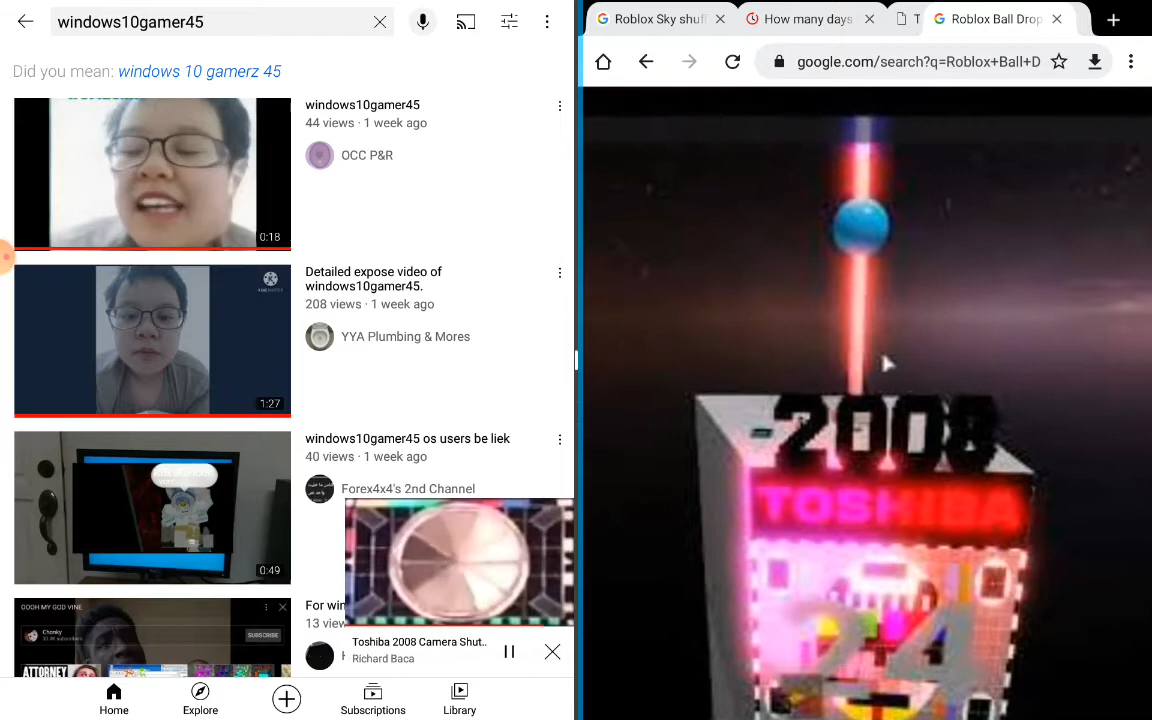 windows10gamer45
Did you mean: windows 10 gamerz 45
0:18
windows10gamer45
44 views · 1 week ago
OCC P&R
1:27
Detailed expose video of
windows10gamer45.
208 views · 1 week ago
YYA Plumbing & Mores
0:49
windows10gamer45 os users be liek
40 views · 1 week ago
Forex4x4's 2nd Channel
OOOH MY GOD VINE
Chonky
SUBSCRIBE
ATTORNEY
For wi
13 view
Toshiba 2008 Camera Shut..
Richard Baca
Home
Explore
Subscriptions
Library
Roblox Sky shuf
How many days
T
Roblox Ball Drop
google.com/search?q=Roblox+Ball+D
2008
TOSHIBA
24